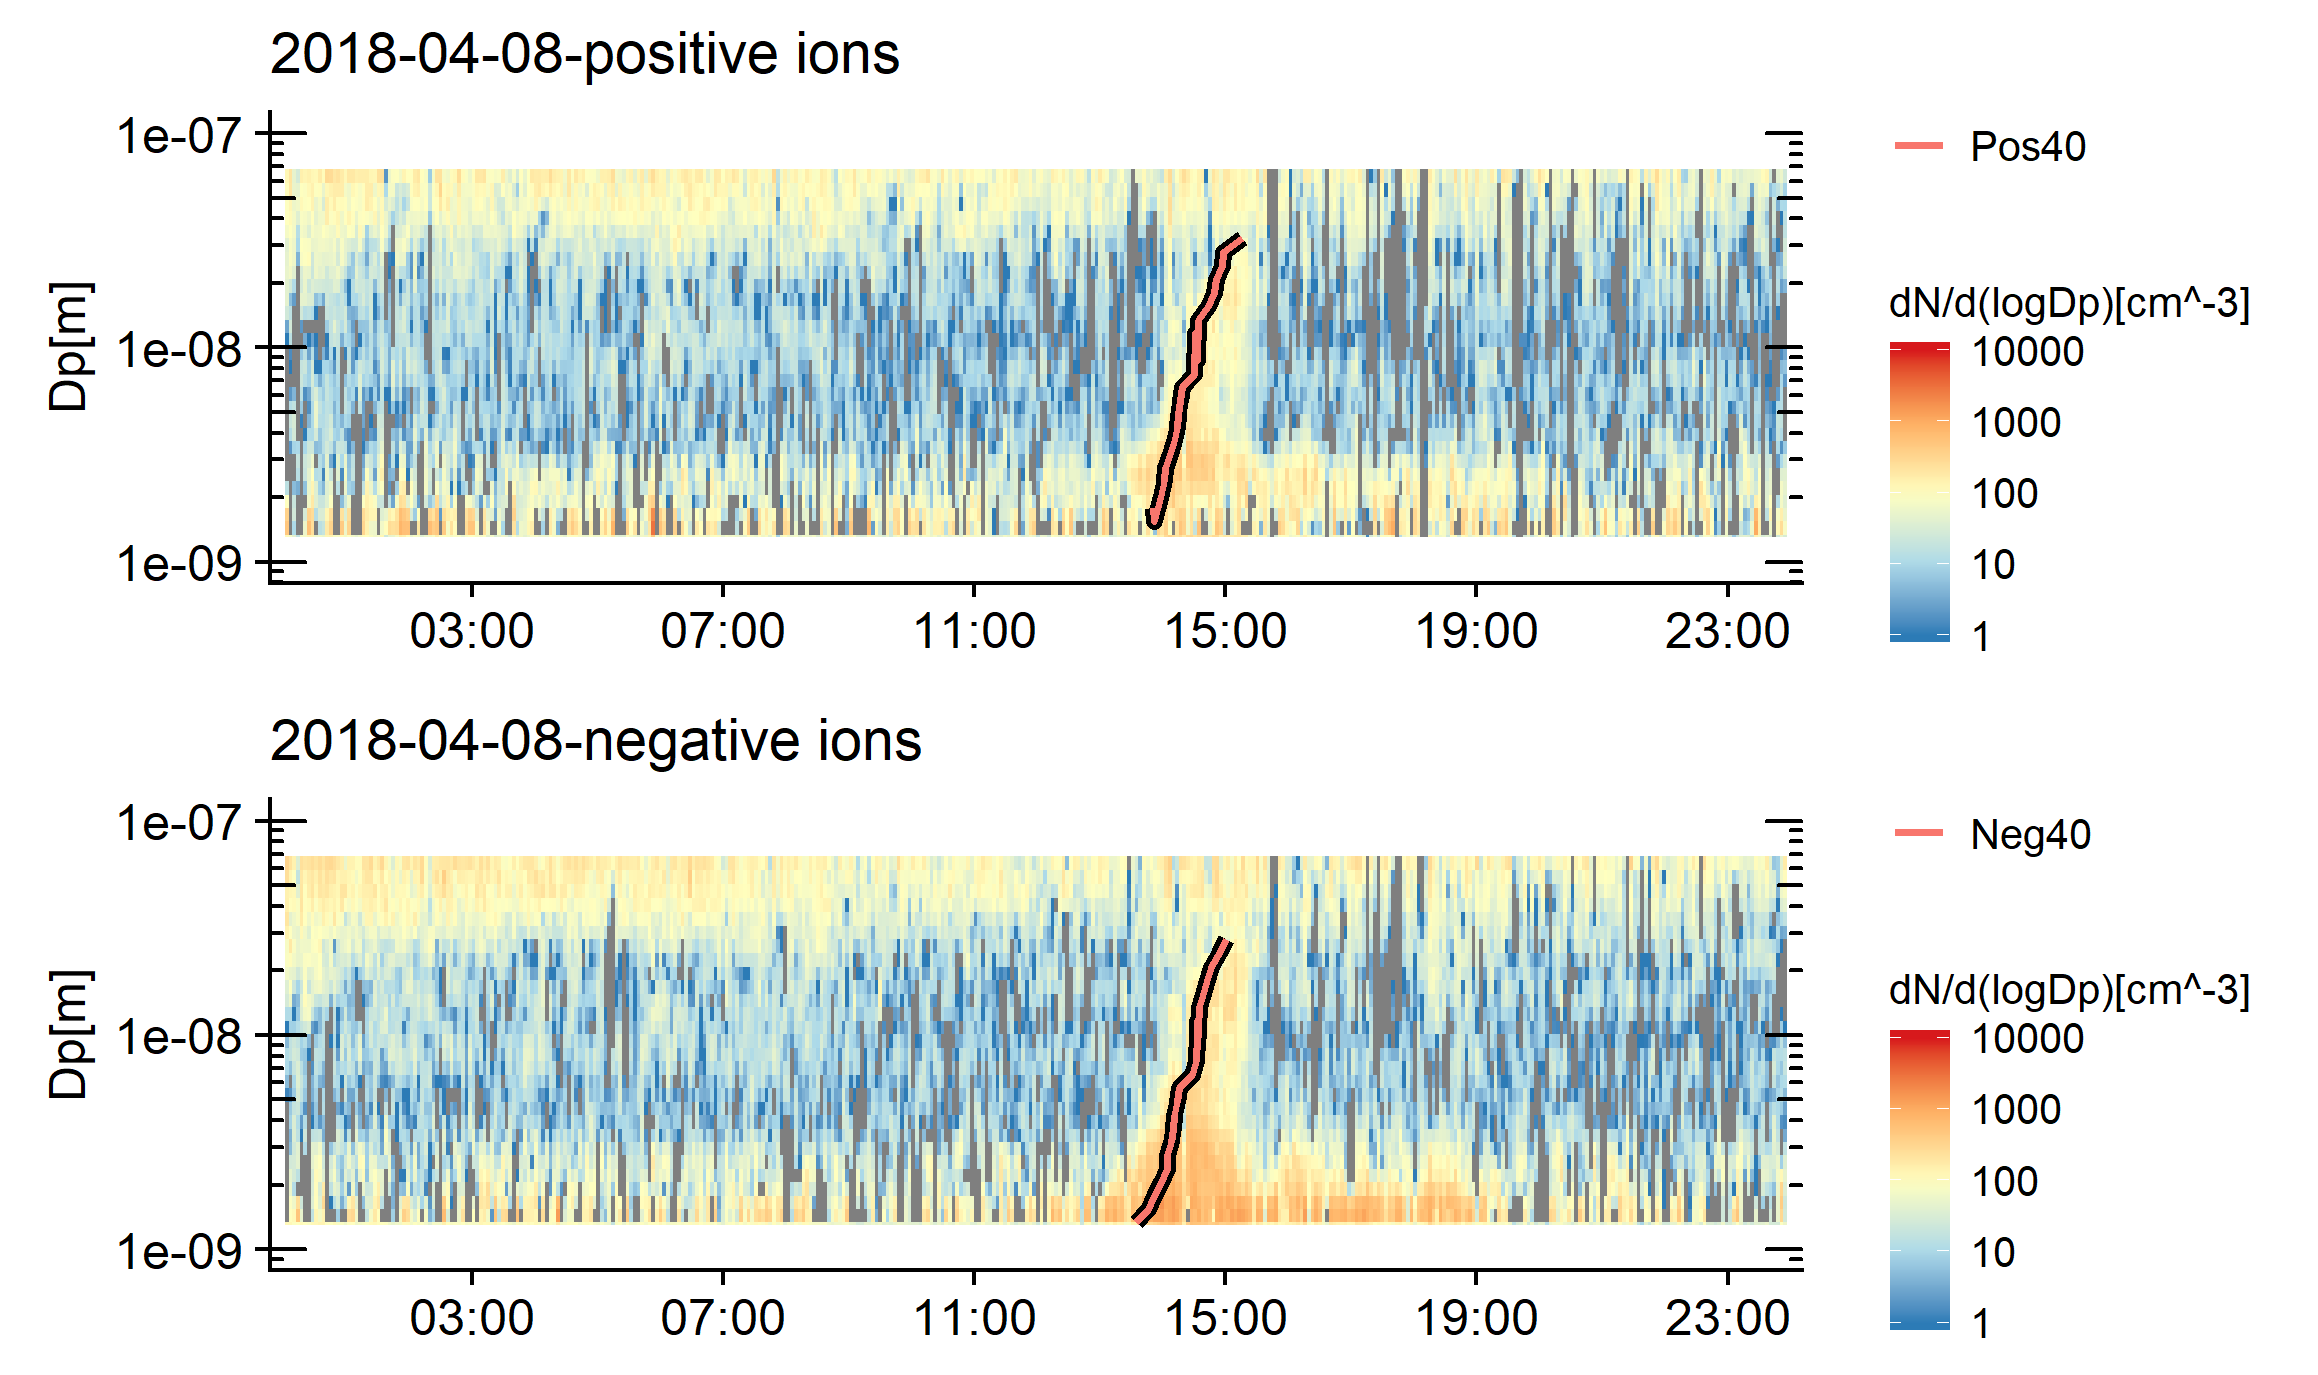 2018-04-08-positive ions
1e-07
1e-08
1e-09
Dp[m]
03:00 07:00 11:00 15:00 19:00 23:00
Pos40
dN/d(logDp)[cm^-3]
10000
1000
100
10
1
2018-04-08-negative ions
1e-07
1e-08
1e-09
Dp[m]
03:00 07:00 11:00 15:00 19:00 23:00
Neg40
dN/d(logDp)[cm^-3]
10000
1000
100
10
1